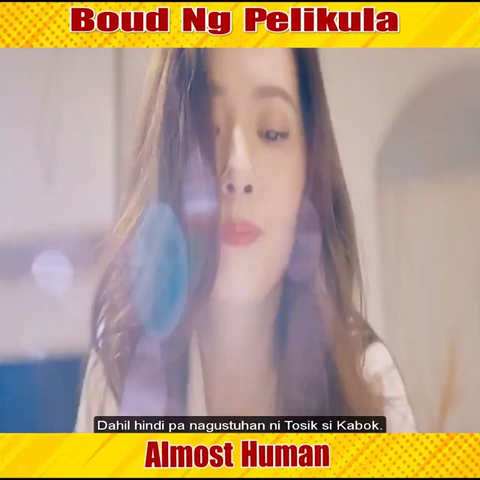 Boud Ng Pelikula
Dahil hindi pa nagustuhan ni Tosik si Kabok.
Almost Human